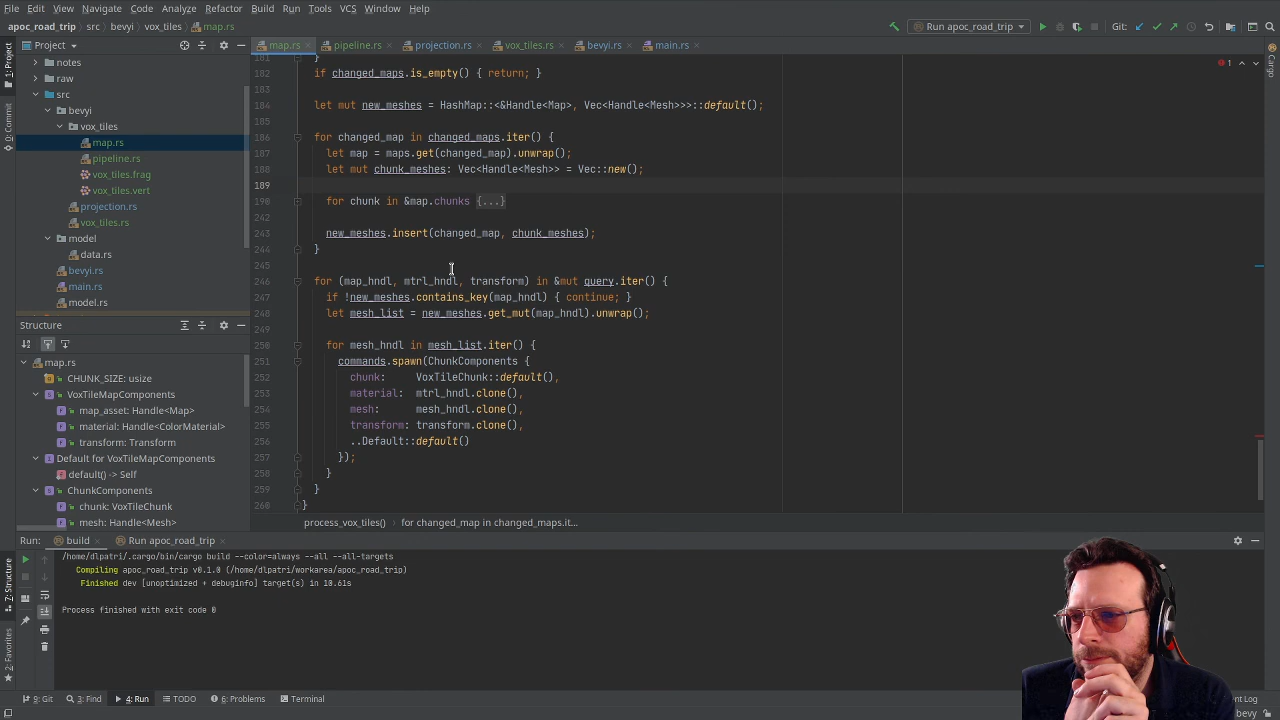 File Edit View Navigate Code Analyze Refactor Build Run Tools VCS Window Help
apoc_road_trip src bevyi vox_tiles map.rs
Run apoc_road_trip
Git:
1: Project
Commit
7: Structure
2: Favorites
Cargo
Project
map.rs pipeline.rs projection.rs vox_tiles.rs bevyi.rs main.rs
notes
raw
src
bevyi
vox_tiles
map.rs
pipeline.rs
vox_tiles.frag
vox_tiles.vert
projection.rs
vox_tiles.rs
model
data.rs
bevyi.rs
main.rs
model.rs
Structure
map.rs
CHUNK_SIZE: usize
VoxTileMapComponents
map_asset: Handle<Map>
material: Handle<ColorMaterial>
transform: Transform
Default for VoxTileMapComponents
default() -> Self
ChunkComponents
chunk: VoxTileChunk
mesh: Handle<Mesh>
1
181 }
182 if changed_maps.is_empty() { return; }
183
184 let mut new_meshes = HashMap::<&Handle<Map>, Vec<Handle<Mesh>>>::default();
185
186 for changed_map in changed_maps.iter() {
187 let map = maps.get(changed_map).unwrap();
188 let mut chunk_meshes: Vec<Handle<Mesh>> = Vec::new();
189
190 for chunk in &map.chunks {...}
242
243 new_meshes.insert(changed_map, chunk_meshes);
244 }
245
246 for (map_hndl, mtrl_hndl, transform) in &mut query.iter() {
247 if !new_meshes.contains_key(map_hndl) { continue; }
248 let mesh_list = new_meshes.get_mut(map_hndl).unwrap();
249
250 for mesh_hndl in mesh_list.iter() {
251 commands.spawn(ChunkComponents {
252 chunk: VoxTileChunk::default(),
253 material: mtrl_hndl.clone(),
254 mesh: mesh_hndl.clone(),
255 transform: transform.clone(),
256 ..Default::default()
257 });
258 }
259 }
260 }
process_vox_tiles() for changed_map in changed_maps.it...
Run: build Run apoc_road_trip
/home/dlpatri/.cargo/bin/cargo build --color=always --all --all-targets
Compiling apoc_road_trip v0.1.0 (/home/dlpatri/workarea/apoc_road_trip)
Finished dev [unoptimized + debuginfo] target(s) in 10.61s
Process finished with exit code 0
9: Git 3: Find 4: Run TODO 6: Problems Terminal
Log
bevy